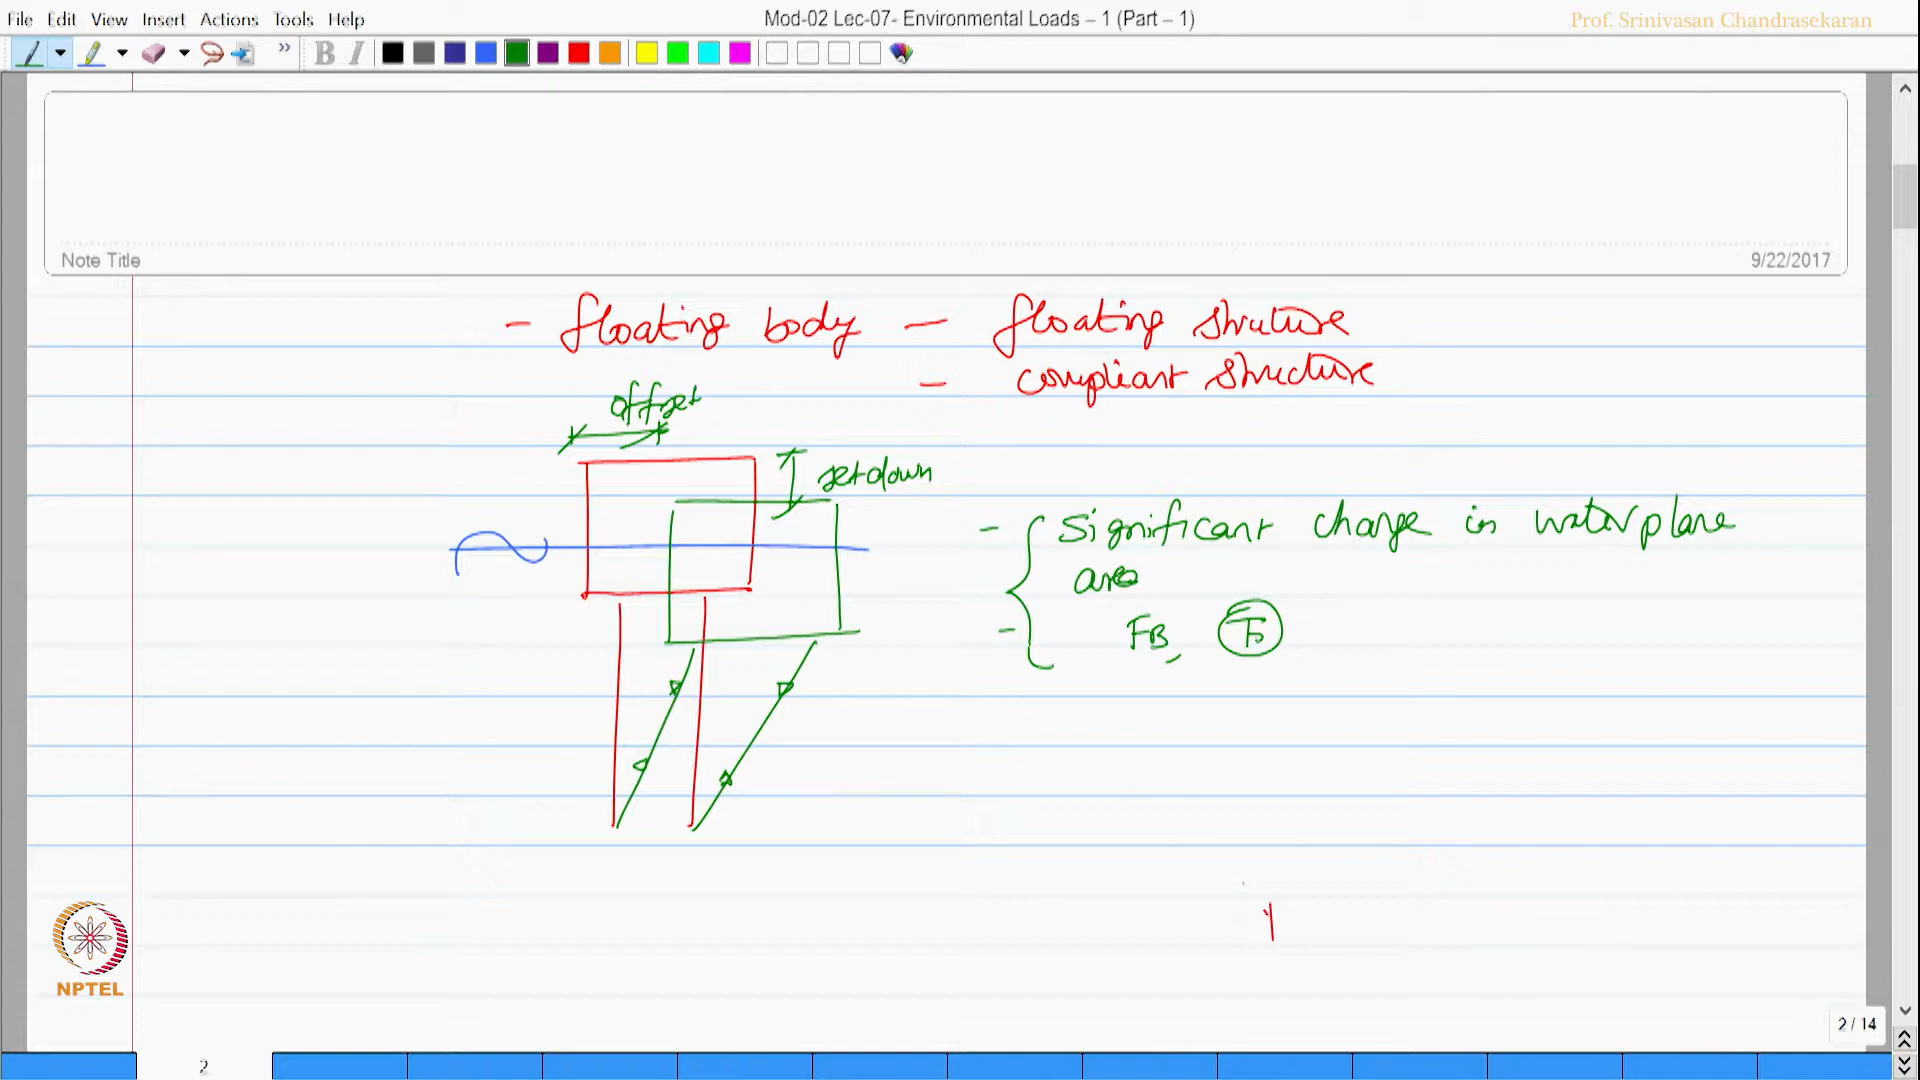 File Edit View Insert Actions Tools Help
Mod-02 Lec-07- Environmental Loads – 1 (Part – 1)
Prof. Srinivasan Chandrasekaran
B I
Note Title
9/22/2017
- floating body - floating structure
- compliant structure
offset
setdown
- Significant change in waterplane
area
- FB, To
NPTEL
2 / 14
2